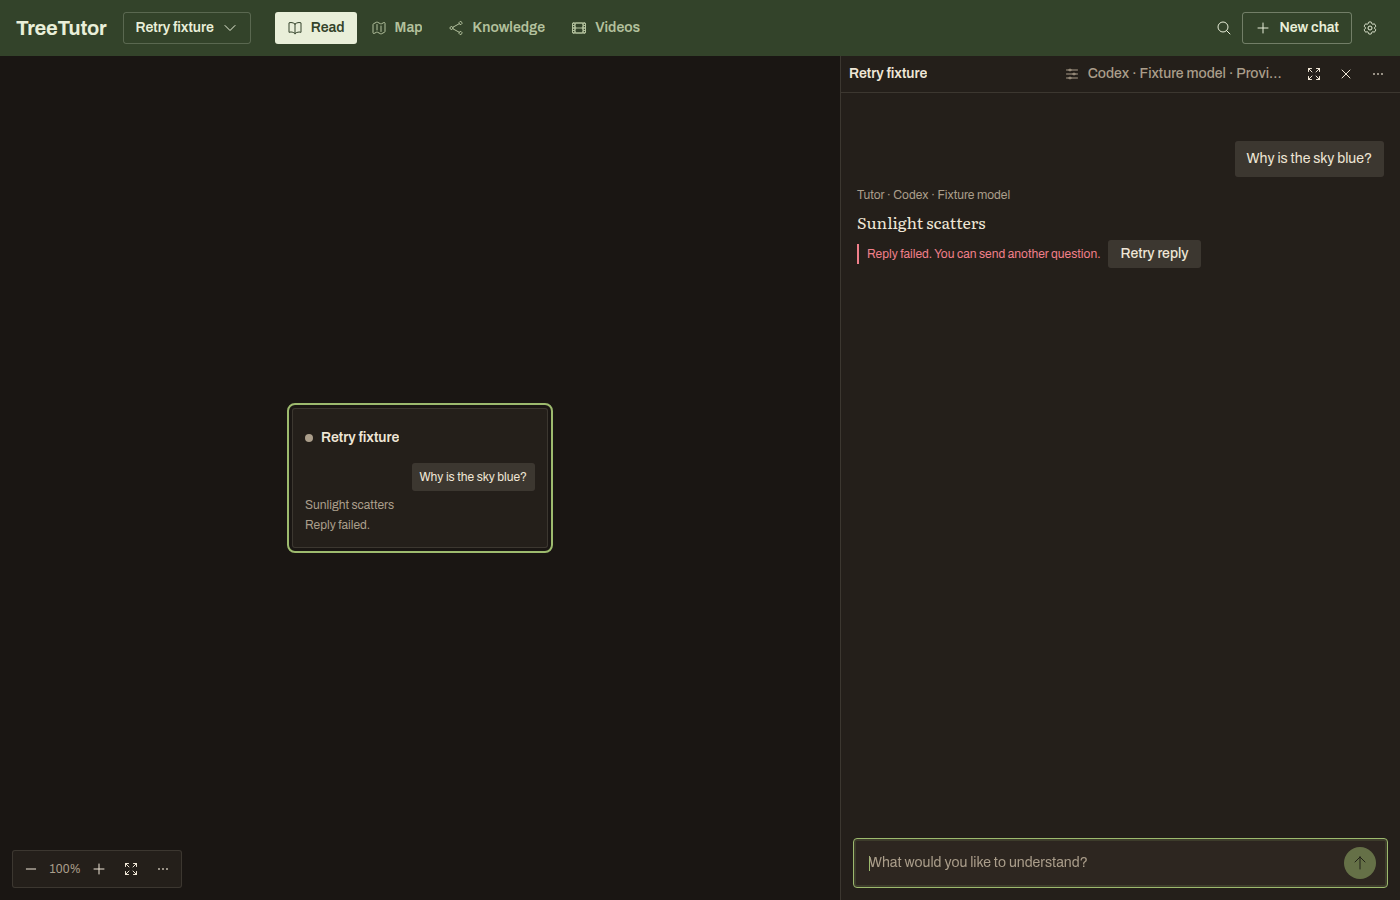 TreeTutor
Retry fixture
Read
Map
Knowledge
Videos
New chat
Retry fixture
Codex · Fixture model · Provi...
Why is the sky blue?
Tutor · Codex · Fixture model
Sunlight scatters
Reply failed. You can send another question.
Retry reply
Retry fixture
Why is the sky blue?
Sunlight scatters
Reply failed.
100%
What would you like to understand?